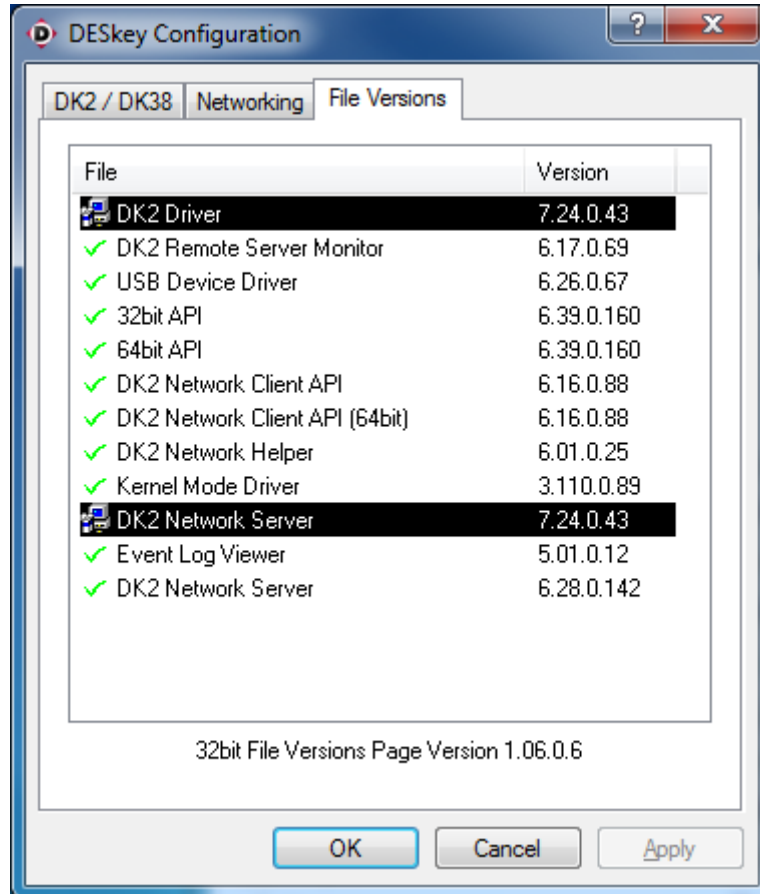 DESkey Configuration
DK2 / DK38 Networking File Versions
File Version
DK2 Driver 7.24.0.43
DK2 Remote Server Monitor 6.17.0.69
USB Device Driver 6.26.0.67
32bit API 6.39.0.160
64bit API 6.39.0.160
DK2 Network Client API 6.16.0.88
DK2 Network Client API (64bit) 6.16.0.88
DK2 Network Helper 6.01.0.25
Kernel Mode Driver 3.110.0.89
DK2 Network Server 7.24.0.43
Event Log Viewer 5.01.0.12
DK2 Network Server 6.28.0.142
32bit File Versions Page Version 1.06.0.6
OK Cancel Apply